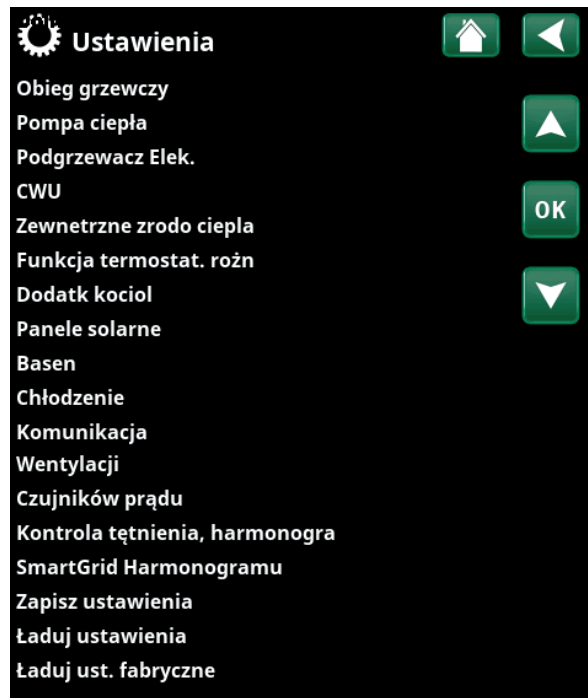 Ustawienia
Obieg grzewczy
Pompa ciepła
Podgrzewacz Elek.
CWU
OK
Zewnetrzne zrodo ciepla
Funkcja termostat. rożn
Dodatk kociol
Panele solarne
Basen
Chłodzenie
Komunikacja
Wentylacji
Czujników prądu
Kontrola tętnienia, harmonogra
SmartGrid Harmonogramu
Zapisz ustawienia
Ładuj ustawienia
Ładuj ust. fabryczne